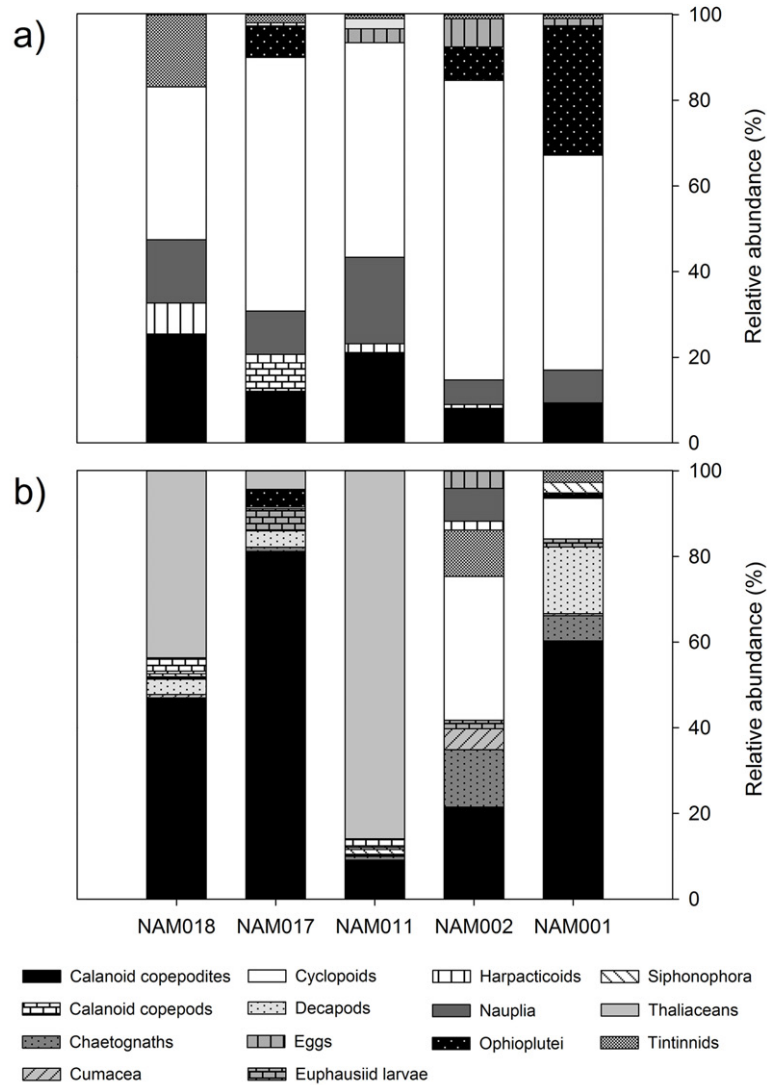 a)
100
80
60
40
20
0
Relative abundance (%)
b)
100
80
60
40
20
0
Relative abundance (%)
NAM018 NAM017 NAM011 NAM002 NAM001
Calanoid copepodites Cyclopoids Harpacticoids Siphonophora
Calanoid copepods Decapods Nauplia Thaliaceans
Chaetognaths Eggs Ophioplutei Tintinnids
Cumacea Euphausiid larvae